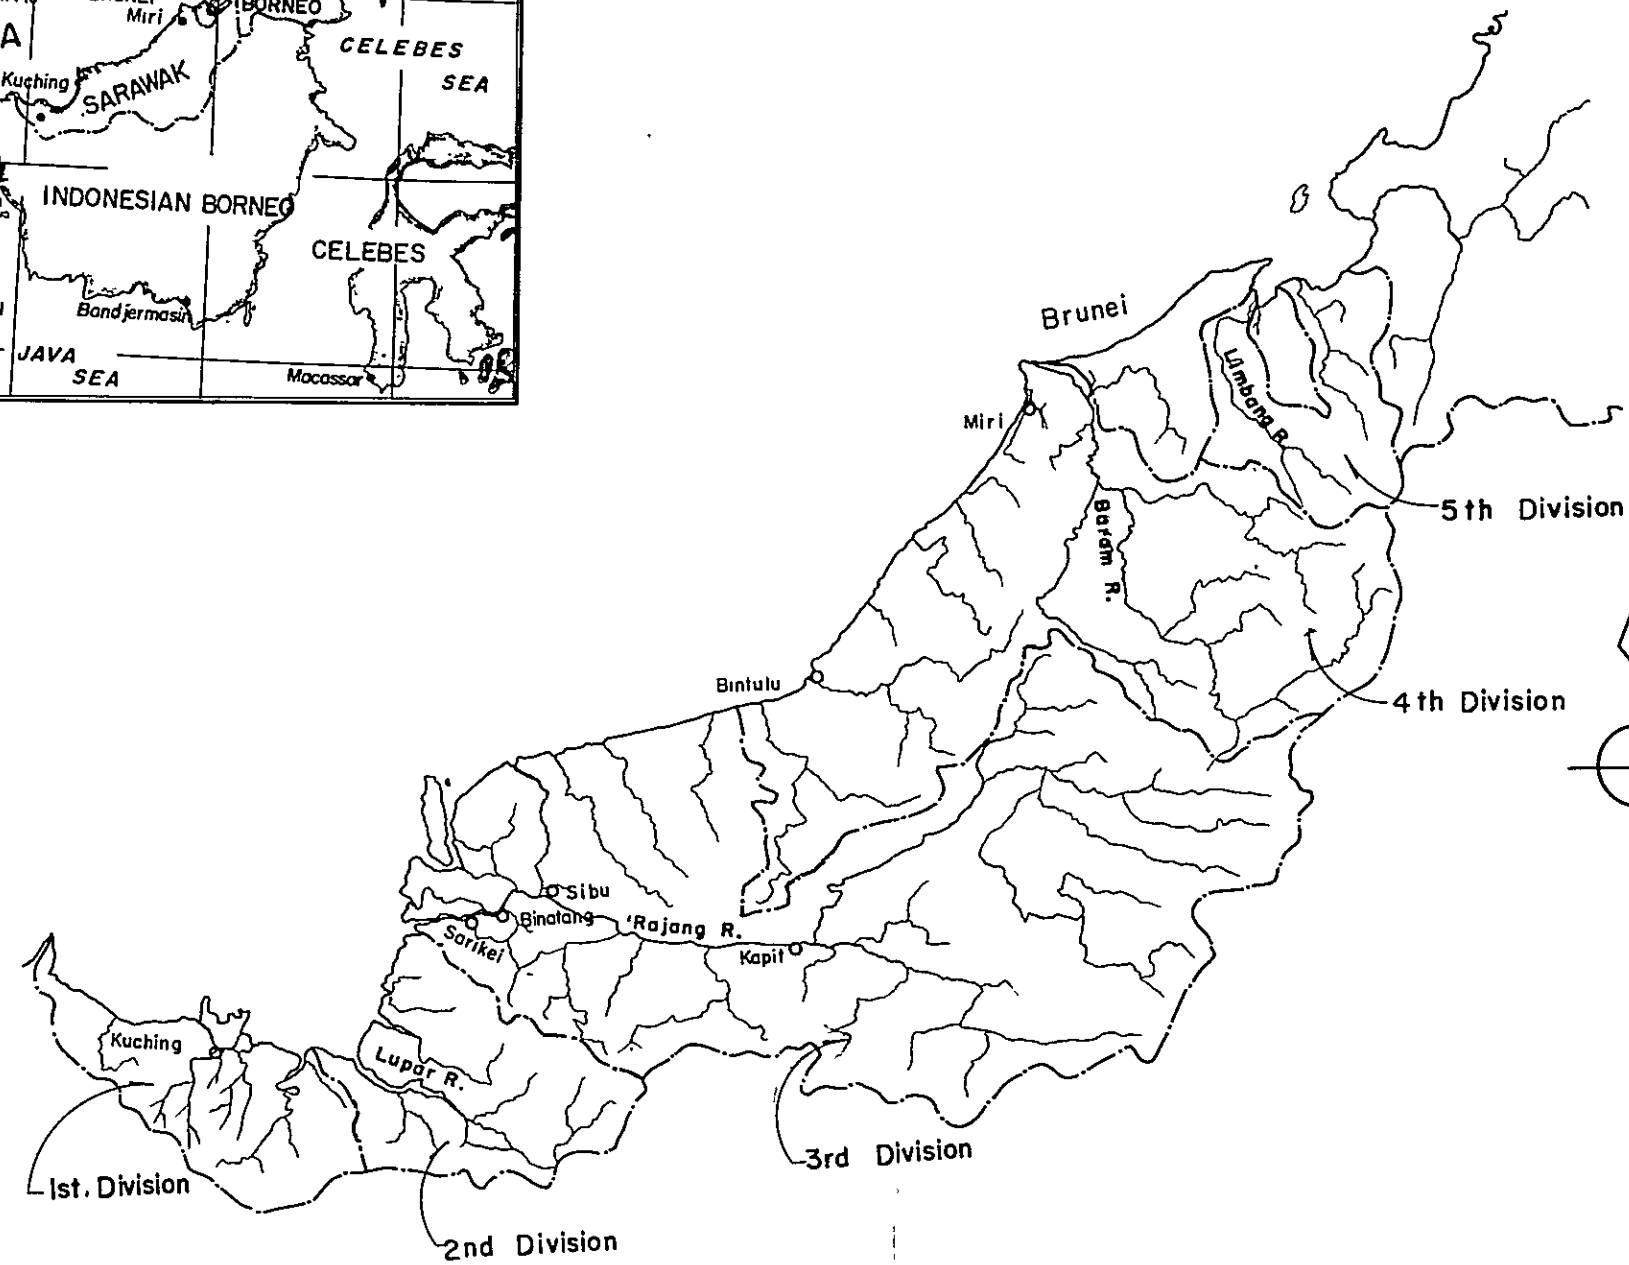 Miri
BORNEO
A
CELEBES
SEA
Kuching
SARAWAK
INDONESIAN BORNEO
CELEBES
Bandjermasin
JAVA
SEA
Macassar
Brunei
Limbang R.
Miri
5th Division
Baram R.
4th Division
Bintulu
Sibu
Binatang
Rajang R.
Sarikei
Kapit
Kuching
Lupar R.
3rd Division
1st. Division
2nd Division